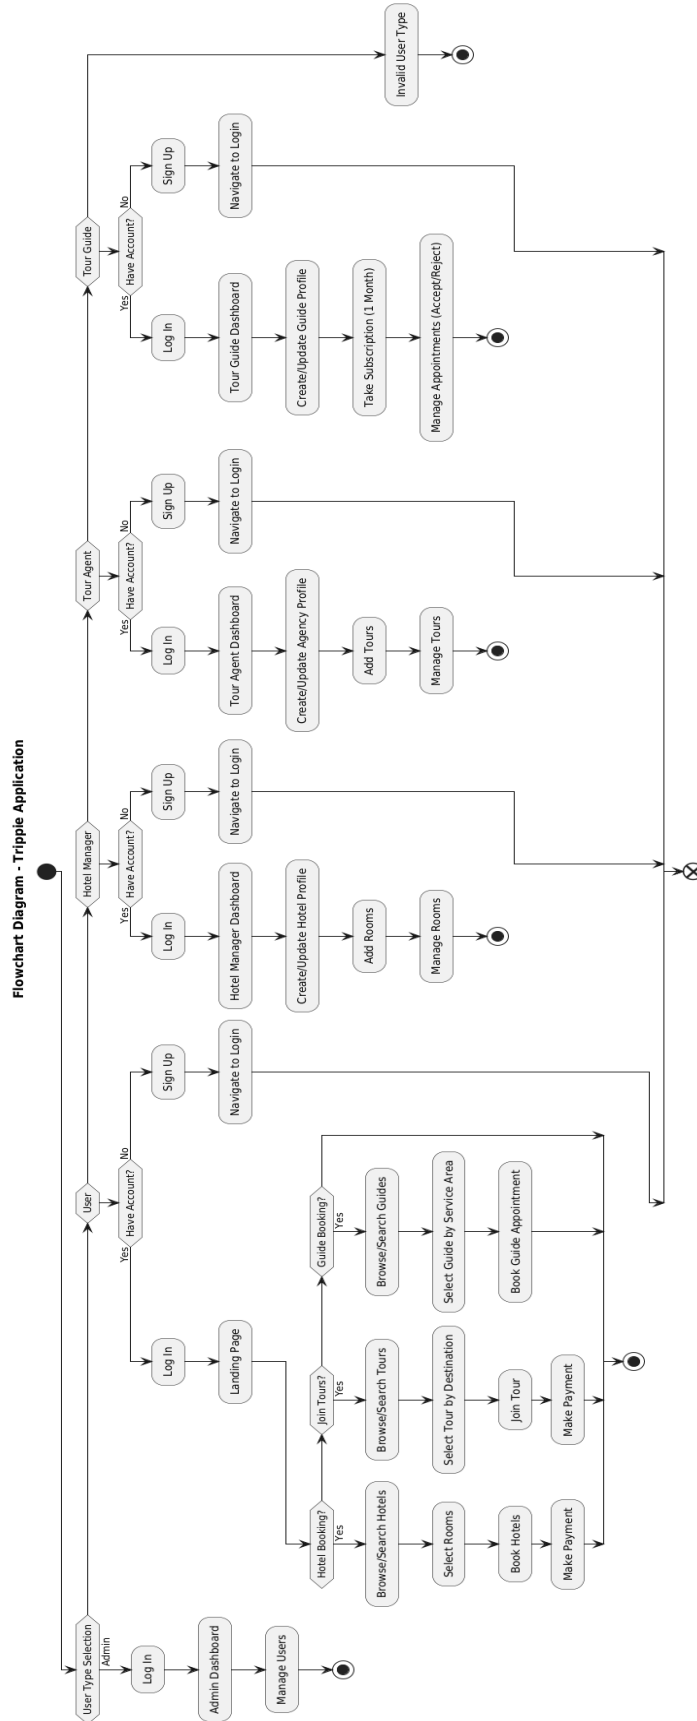 Flowchart Diagram - Trippie Application
User Type Selection
Admin
Log In
Admin Dashboard
Manage Users
User
Have Account?
Yes
No
Log In
Landing Page
Hotel Booking?
Yes
Browse/Search Hotels
Select Rooms
Book Hotels
Make Payment
Join Tours?
Yes
Browse/Search Tours
Select Tour by Destination
Join Tour
Make Payment
Guide Booking?
Yes
Browse/Search Guides
Select Guide by Service Area
Book Guide Appointment
Sign Up
Navigate to Login
Hotel Manager
Have Account?
Yes
No
Log In
Hotel Manager Dashboard
Create/Update Hotel Profile
Add Rooms
Manage Rooms
Sign Up
Navigate to Login
Tour Agent
Have Account?
Yes
No
Log In
Tour Agent Dashboard
Create/Update Agency Profile
Add Tours
Manage Tours
Sign Up
Navigate to Login
Tour Guide
Have Account?
Yes
No
Log In
Tour Guide Dashboard
Create/Update Guide Profile
Take Subscription (1 Month)
Manage Appointments (Accept/Reject)
Sign Up
Navigate to Login
Invalid User Type